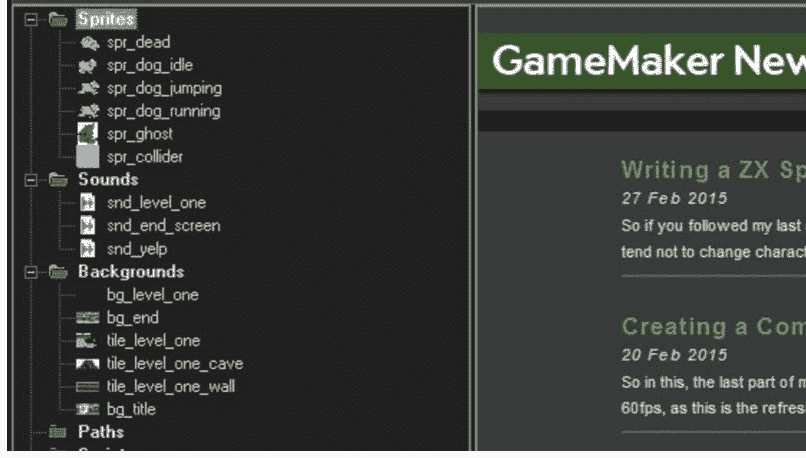 Sprites
spr_dead
spr_dog_idle
spr_dog_jumping
spr_dog_running
spr_ghost
spr_collider
Sounds
snd_level_one
snd_end_screen
snd_yelp
Backgrounds
bg_level_one
bg_end
tile_level_one
tile_level_one_cave
tile_level_one_wall
bg_title
Paths
GameMaker New
Writing a ZX Sp
27 Feb 2015
So if you followed my last
tend not to change charact
Creating a Com
20 Feb 2015
So in this, the last part of m
60fps, as this is the refres